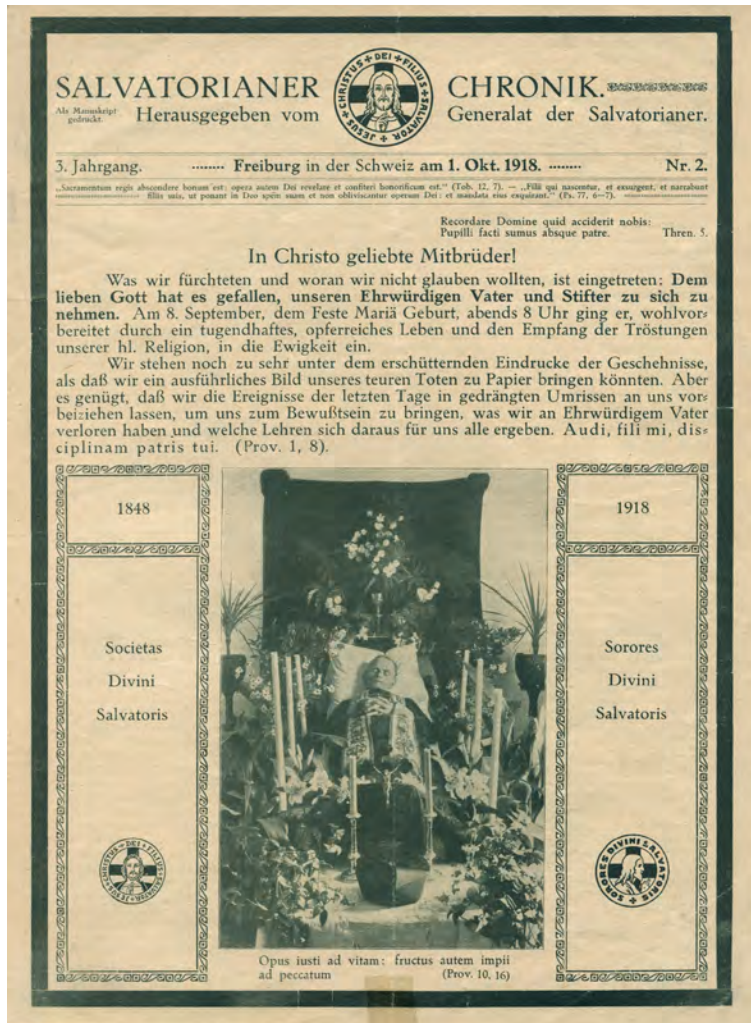 SALVATORIANER CHRONIK.
Als Manuskript gedruckt. Herausgegeben vom Generalat der Salvatorianer.
JESUS + CHRISTUS + DEI + FILIUS + SALVATOR
3. Jahrgang. ........ Freiburg in der Schweiz am 1. Okt. 1918. ........ Nr. 2.
„Sacramentum regis abscondere bonum est: opera autem Dei revelare et confiteri honorificum est." (Tob. 12, 7). — „Filii qui nascentur, et exsurgent, et narrabunt
filiis suis, ut ponant in Deo spem suam et non obliviscantur operum Dei: et mandata eius exquirant." (Ps. 77, 6—7).
Recordare Domine quid acciderit nobis:
Pupilli facti sumus absque patre. Thren. 5.
In Christo geliebte Mitbrüder!
Was wir fürchteten und woran wir nicht glauben wollten, ist eingetreten: Dem
lieben Gott hat es gefallen, unseren Ehrwürdigen Vater und Stifter zu sich zu
nehmen. Am 8. September, dem Feste Mariä Geburt, abends 8 Uhr ging er, wohlvor=
bereitet durch ein tugendhaftes, opferreiches Leben und den Empfang der Tröstungen
unserer hl. Religion, in die Ewigkeit ein.
Wir stehen noch zu sehr unter dem erschütternden Eindrucke der Geschehnisse,
als daß wir ein ausführliches Bild unseres teuren Toten zu Papier bringen könnten. Aber
es genügt, daß wir die Ereignisse der letzten Tage in gedrängten Umrissen an uns vor=
beiziehen lassen, um uns zum Bewußtsein zu bringen, was wir an Ehrwürdigem Vater
verloren haben und welche Lehren sich daraus für uns alle ergeben. Audi, fili mi, dis=
ciplinam patris tui. (Prov. 1, 8).
1848
Societas
Divini
Salvatoris
JESUS + CHRISTUS + DEI + FILIUS + SALVATOR
1918
Sorores
Divini
Salvatoris
SORORES DIVINI SALVATORIS +
Opus iusti ad vitam: fructus autem impii
ad peccatum (Prov. 10, 16)